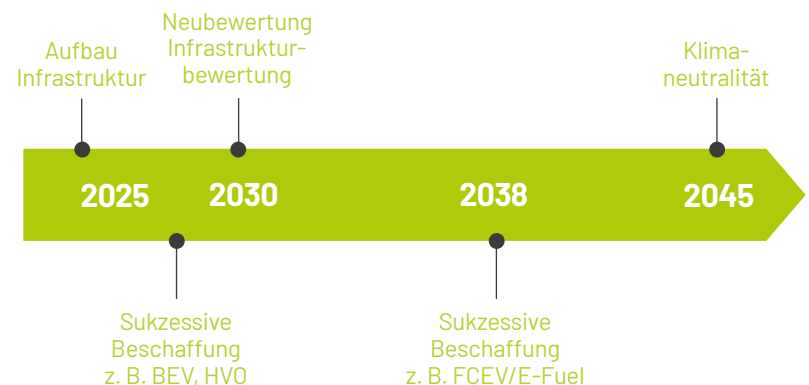 Aufbau
Infrastruktur
Neubewertung
Infrastruktur-
bewertung
Klima-
neutralität
2025
2030
2038
2045
Sukzessive
Beschaffung
z. B. BEV, HVO
Sukzessive
Beschaffung
z. B. FCEV/E-Fuel